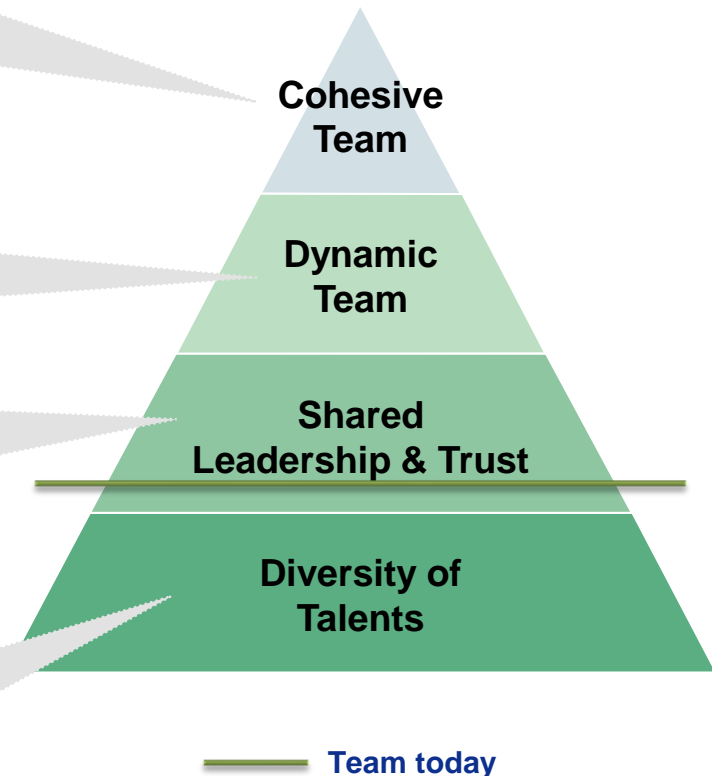 Cohesive
Team
Dynamic
Team
Shared
Leadership & Trust
Diversity of
Talents
Team today